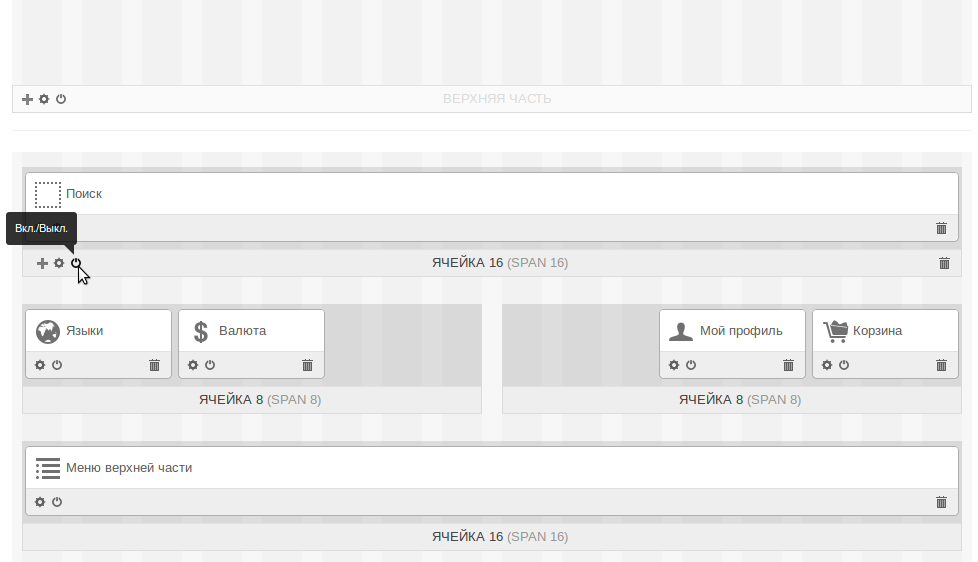 ВЕРХНЯЯ ЧАСТЬ
Поиск
Вкл./Выкл.
ЯЧЕЙКА 16 (SPAN 16)
Языки
Валюта
Мой профиль
Корзина
ЯЧЕЙКА 8 (SPAN 8)
ЯЧЕЙКА 8 (SPAN 8)
Меню верхней части
ЯЧЕЙКА 16 (SPAN 16)